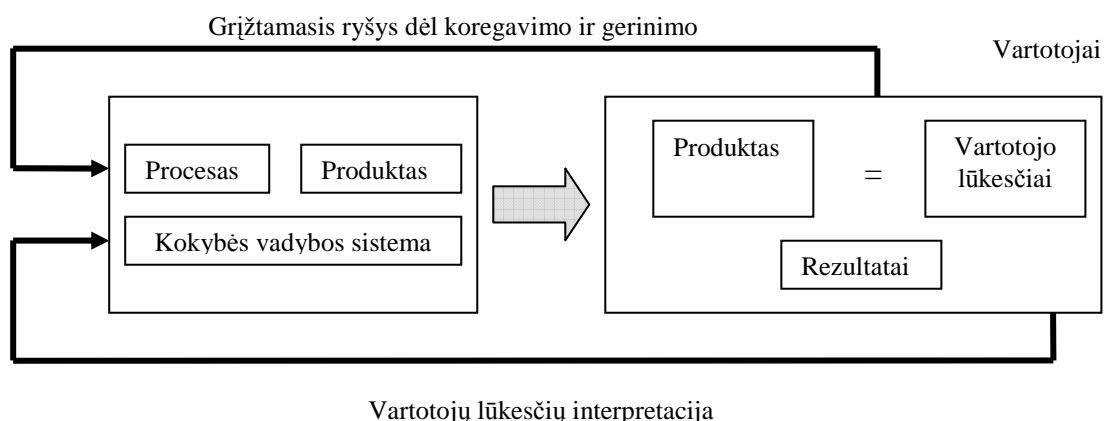 Grįžtamasis ryšys dėl koregavimo ir gerinimo
Vartotojai
Procesas
Produktas
Kokybės vadybos sistema
Produktas
=
Vartotojo
lūkesčiai
Rezultatai
Vartotojų lūkesčių interpretacija